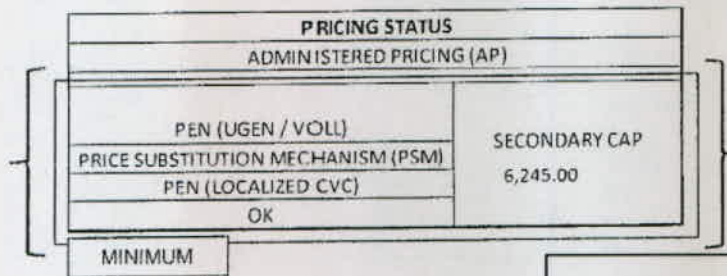 PRICING STATUS
ADMINISTERED PRICING (AP)
PEN (UGEN / VOLL)
PRICE SUBSTITUTION MECHANISM (PSM)
PEN (LOCALIZED CVC)
OK
SECONDARY CAP
6,245.00
MINIMUM